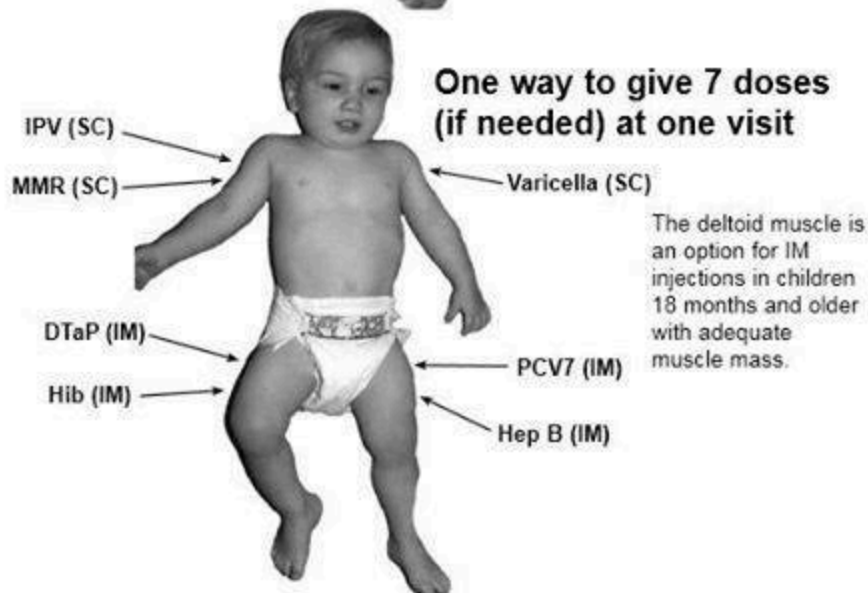 One way to give 7 doses
(if needed) at one visit
IPV (SC)
MMR (SC)
Varicella (SC)
The deltoid muscle is
an option for IM
injections in children
18 months and older
with adequate
muscle mass.
DTaP (IM)
Hib (IM)
PCV7 (IM)
Hep B (IM)